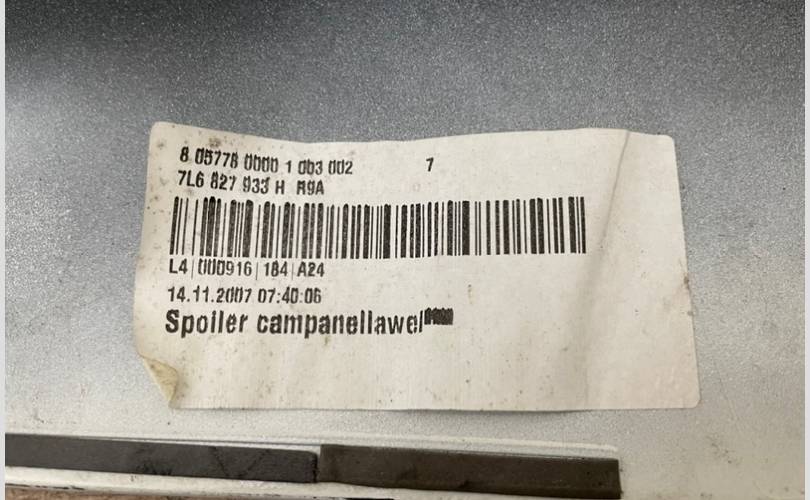 8 05778 0000 1 003 002 7
7L6 827 933 H R9A
L4 | 000916 | 184 | A24
14.11.2007 07:40:06
Spoiler